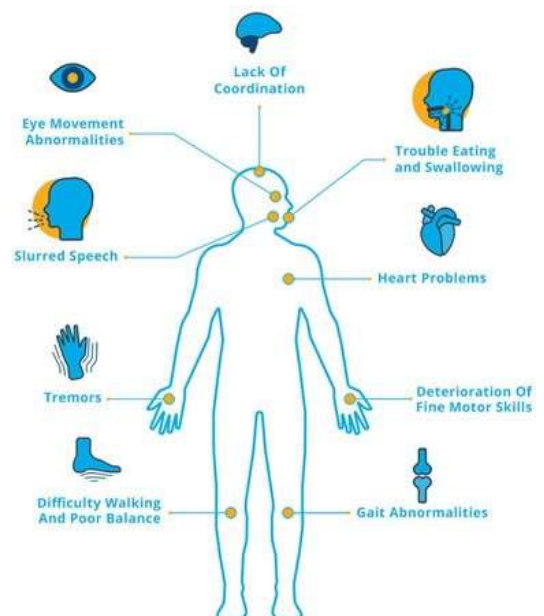 Lack Of
Coordination
Eye Movement
Abnormalities
Trouble Eating
and Swallowing
Slurred Speech
Heart Problems
Tremors
Deterioration Of
Fine Motor Skills
Difficulty Walking
And Poor Balance
Gait Abnormalities